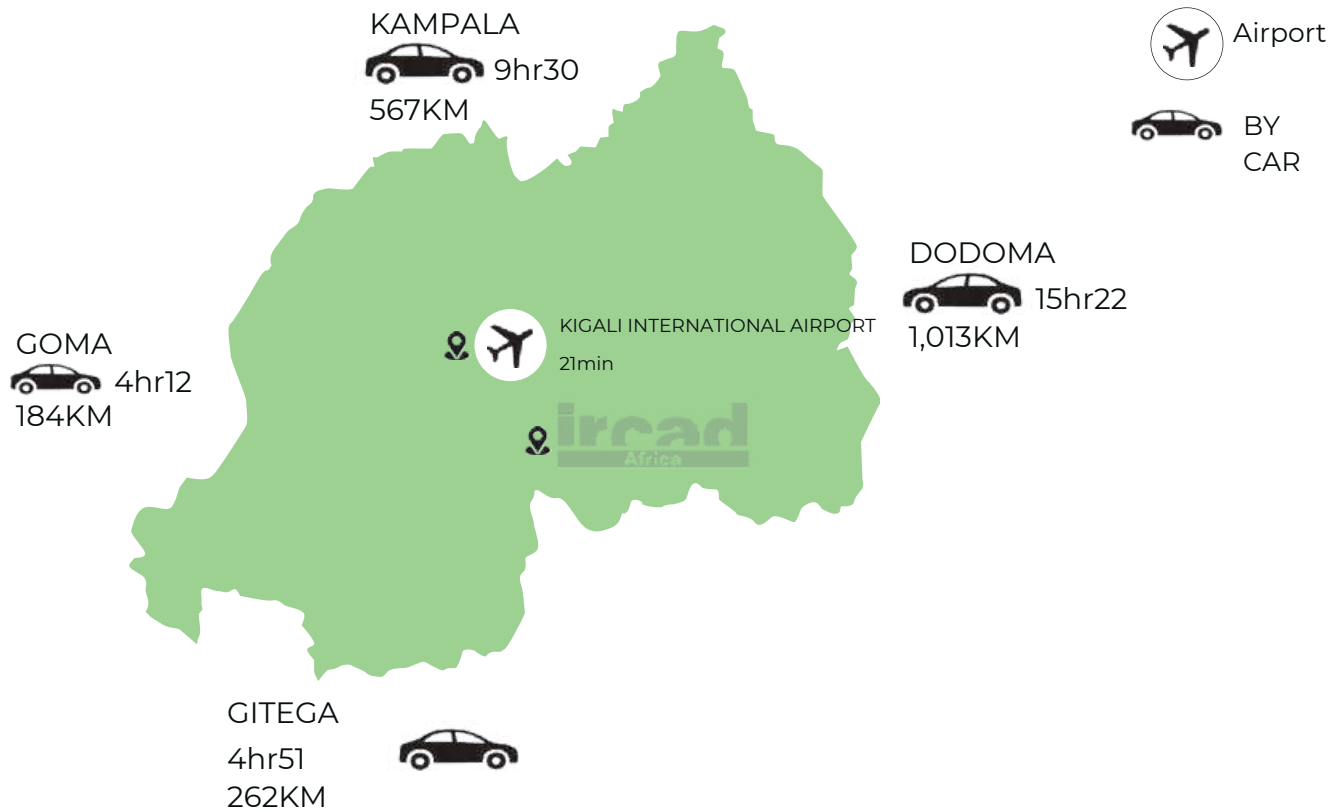 KAMPALA
9hr30
567KM
Airport
BY
CAR
DODOMA
15hr22
1,013KM
GOMA
4hr12
184KM
KIGALI INTERNATIONAL AIRPORT
21min
ircad
Africa
GITEGA
4hr51
262KM